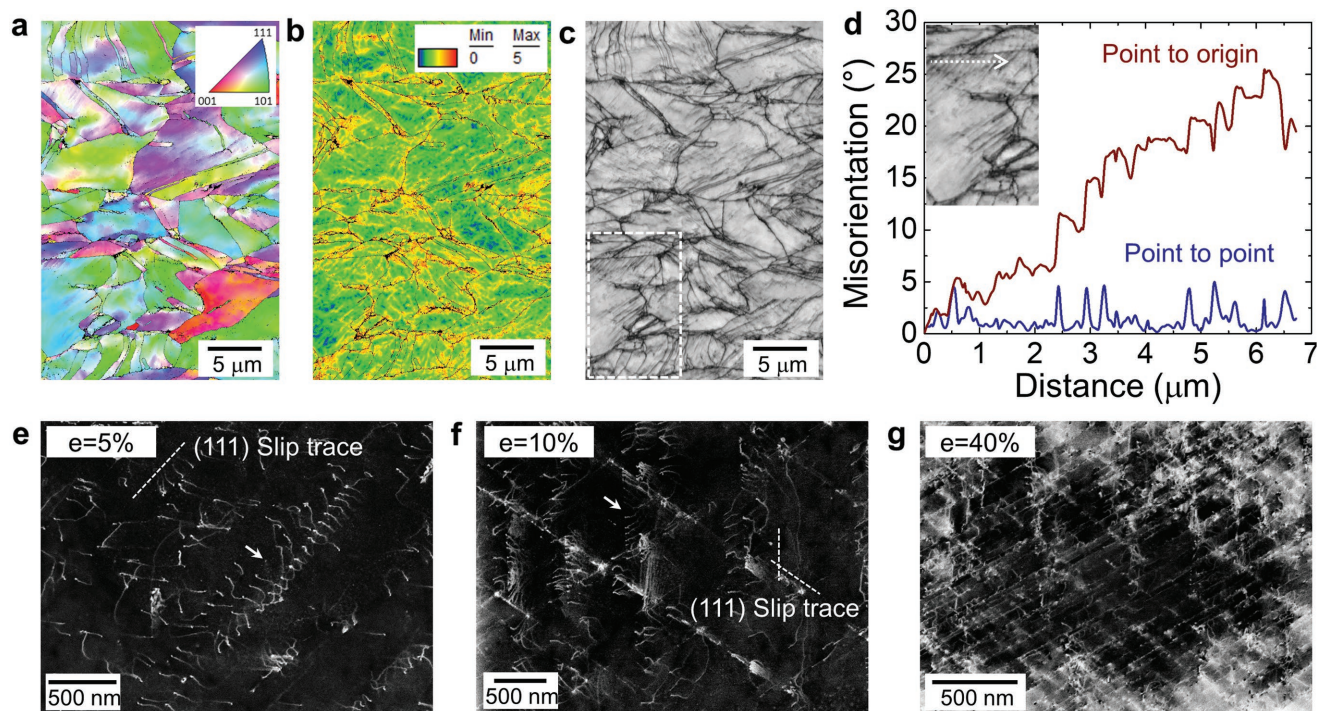 a
111
001
101
5 μm
b
Min Max
0 5
5 μm
c
5 μm
d
Misorientation (°)
30
25
20
15
10
5
0
Point to origin
Point to point
0 1 2 3 4 5 6 7
Distance (μm)
e
e=5%
(111) Slip trace
500 nm
f
e=10%
(111) Slip trace
500 nm
g
e=40%
500 nm